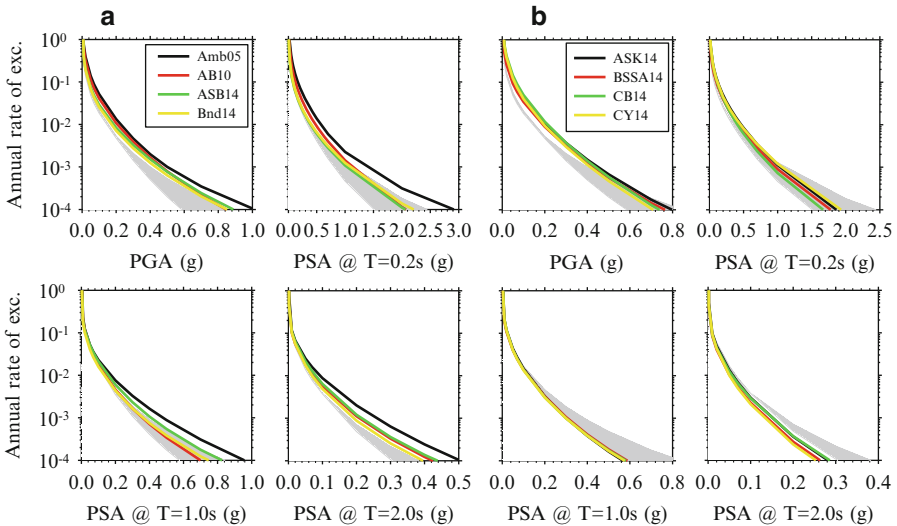 a
b
Annual rate of exc.
10⁰
10⁻¹
10⁻²
10⁻³
10⁻⁴
Amb05
AB10
ASB14
Bnd14
ASK14
BSSA14
CB14
CY14
0.0 0.2 0.4 0.6 0.8 1.0
0.0 0.5 1.0 1.5 2.0 2.5 3.0
0.0 0.2 0.4 0.6 0.8
0.0 0.5 1.0 1.5 2.0 2.5
PGA (g)
PSA @ T=0.2s (g)
PGA (g)
PSA @ T=0.2s (g)
Annual rate of exc.
10⁰
10⁻¹
10⁻²
10⁻³
10⁻⁴
0.0 0.2 0.4 0.6 0.8 1.0
0.0 0.1 0.2 0.3 0.4 0.5
0.0 0.2 0.4 0.6 0.8
0.0 0.1 0.2 0.3 0.4
PSA @ T=1.0s (g)
PSA @ T=2.0s (g)
PSA @ T=1.0s (g)
PSA @ T=2.0s (g)